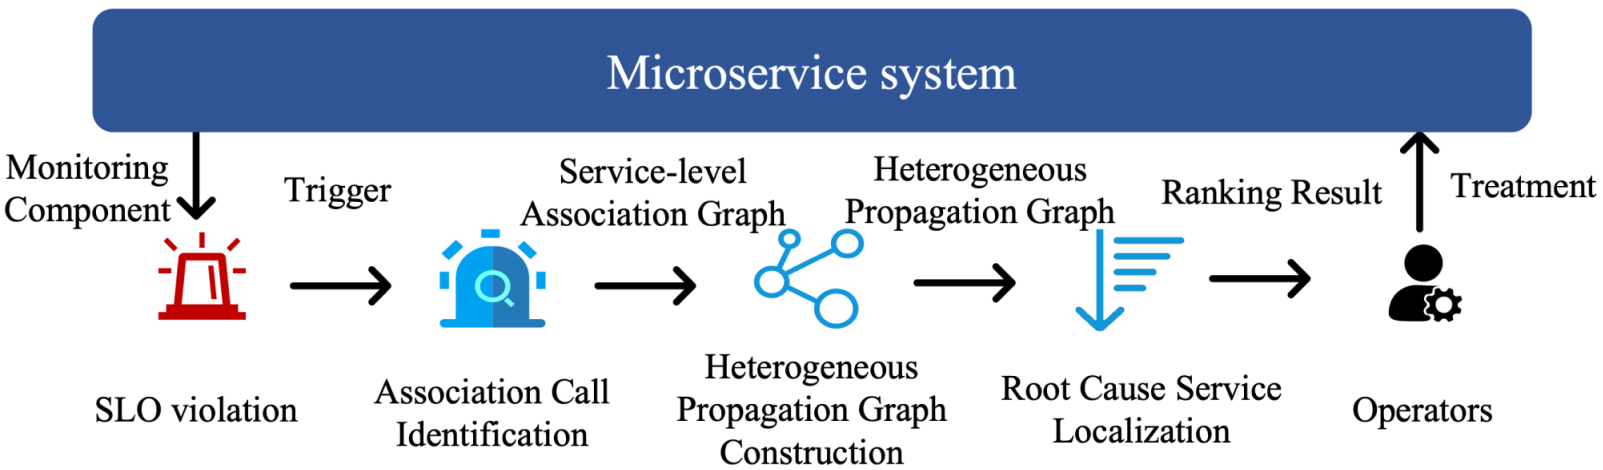 Microservice system
Monitoring
Component
Trigger
Service-level
Association Graph
Heterogeneous
Propagation Graph
Ranking Result
Treatment
SLO violation
Association Call
Identification
Heterogeneous
Propagation Graph
Construction
Root Cause Service
Localization
Operators